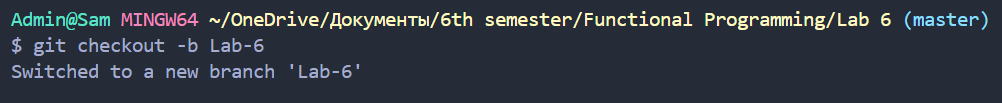 Admin@Sam MINGW64 ~/OneDrive/Документы/6th semester/Functional Programming/Lab 6 (master)
$ git checkout -b Lab-6
Switched to a new branch 'Lab-6'